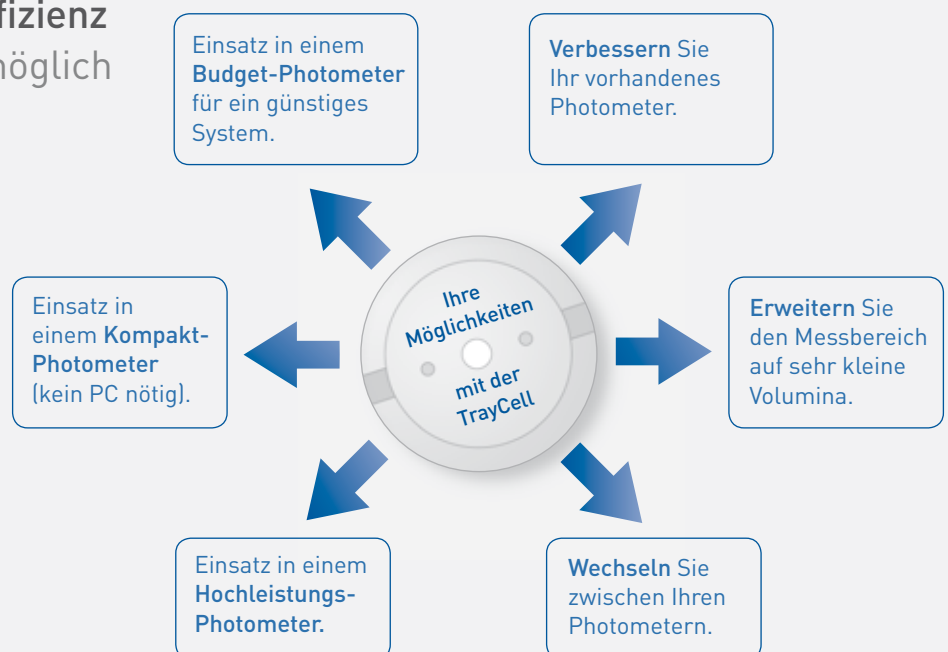 fizienz
möglich
Einsatz in einem
Budget-Photometer
für ein günstiges
System.
Verbessern Sie
Ihr vorhandenes
Photometer.
Einsatz in
einem Kompakt-
Photometer
(kein PC nötig).
Ihre
Möglichkeiten
mit der
TrayCell
Erweitern Sie
den Messbereich
auf sehr kleine
Volumina.
Einsatz in einem
Hochleistungs-
Photometer.
Wechseln Sie
zwischen Ihren
Photometern.